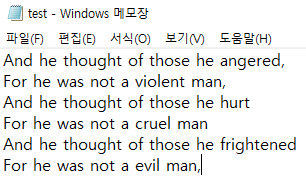 test - Windows 메모장
파일(F) 편집(E) 서식(O) 보기(V) 도움말(H)
And he thought of those he angered,
For he was not a violent man,
And he thought of those he hurt
For he was not a cruel man
And he thought of those he frightened
For he was not a evil man,